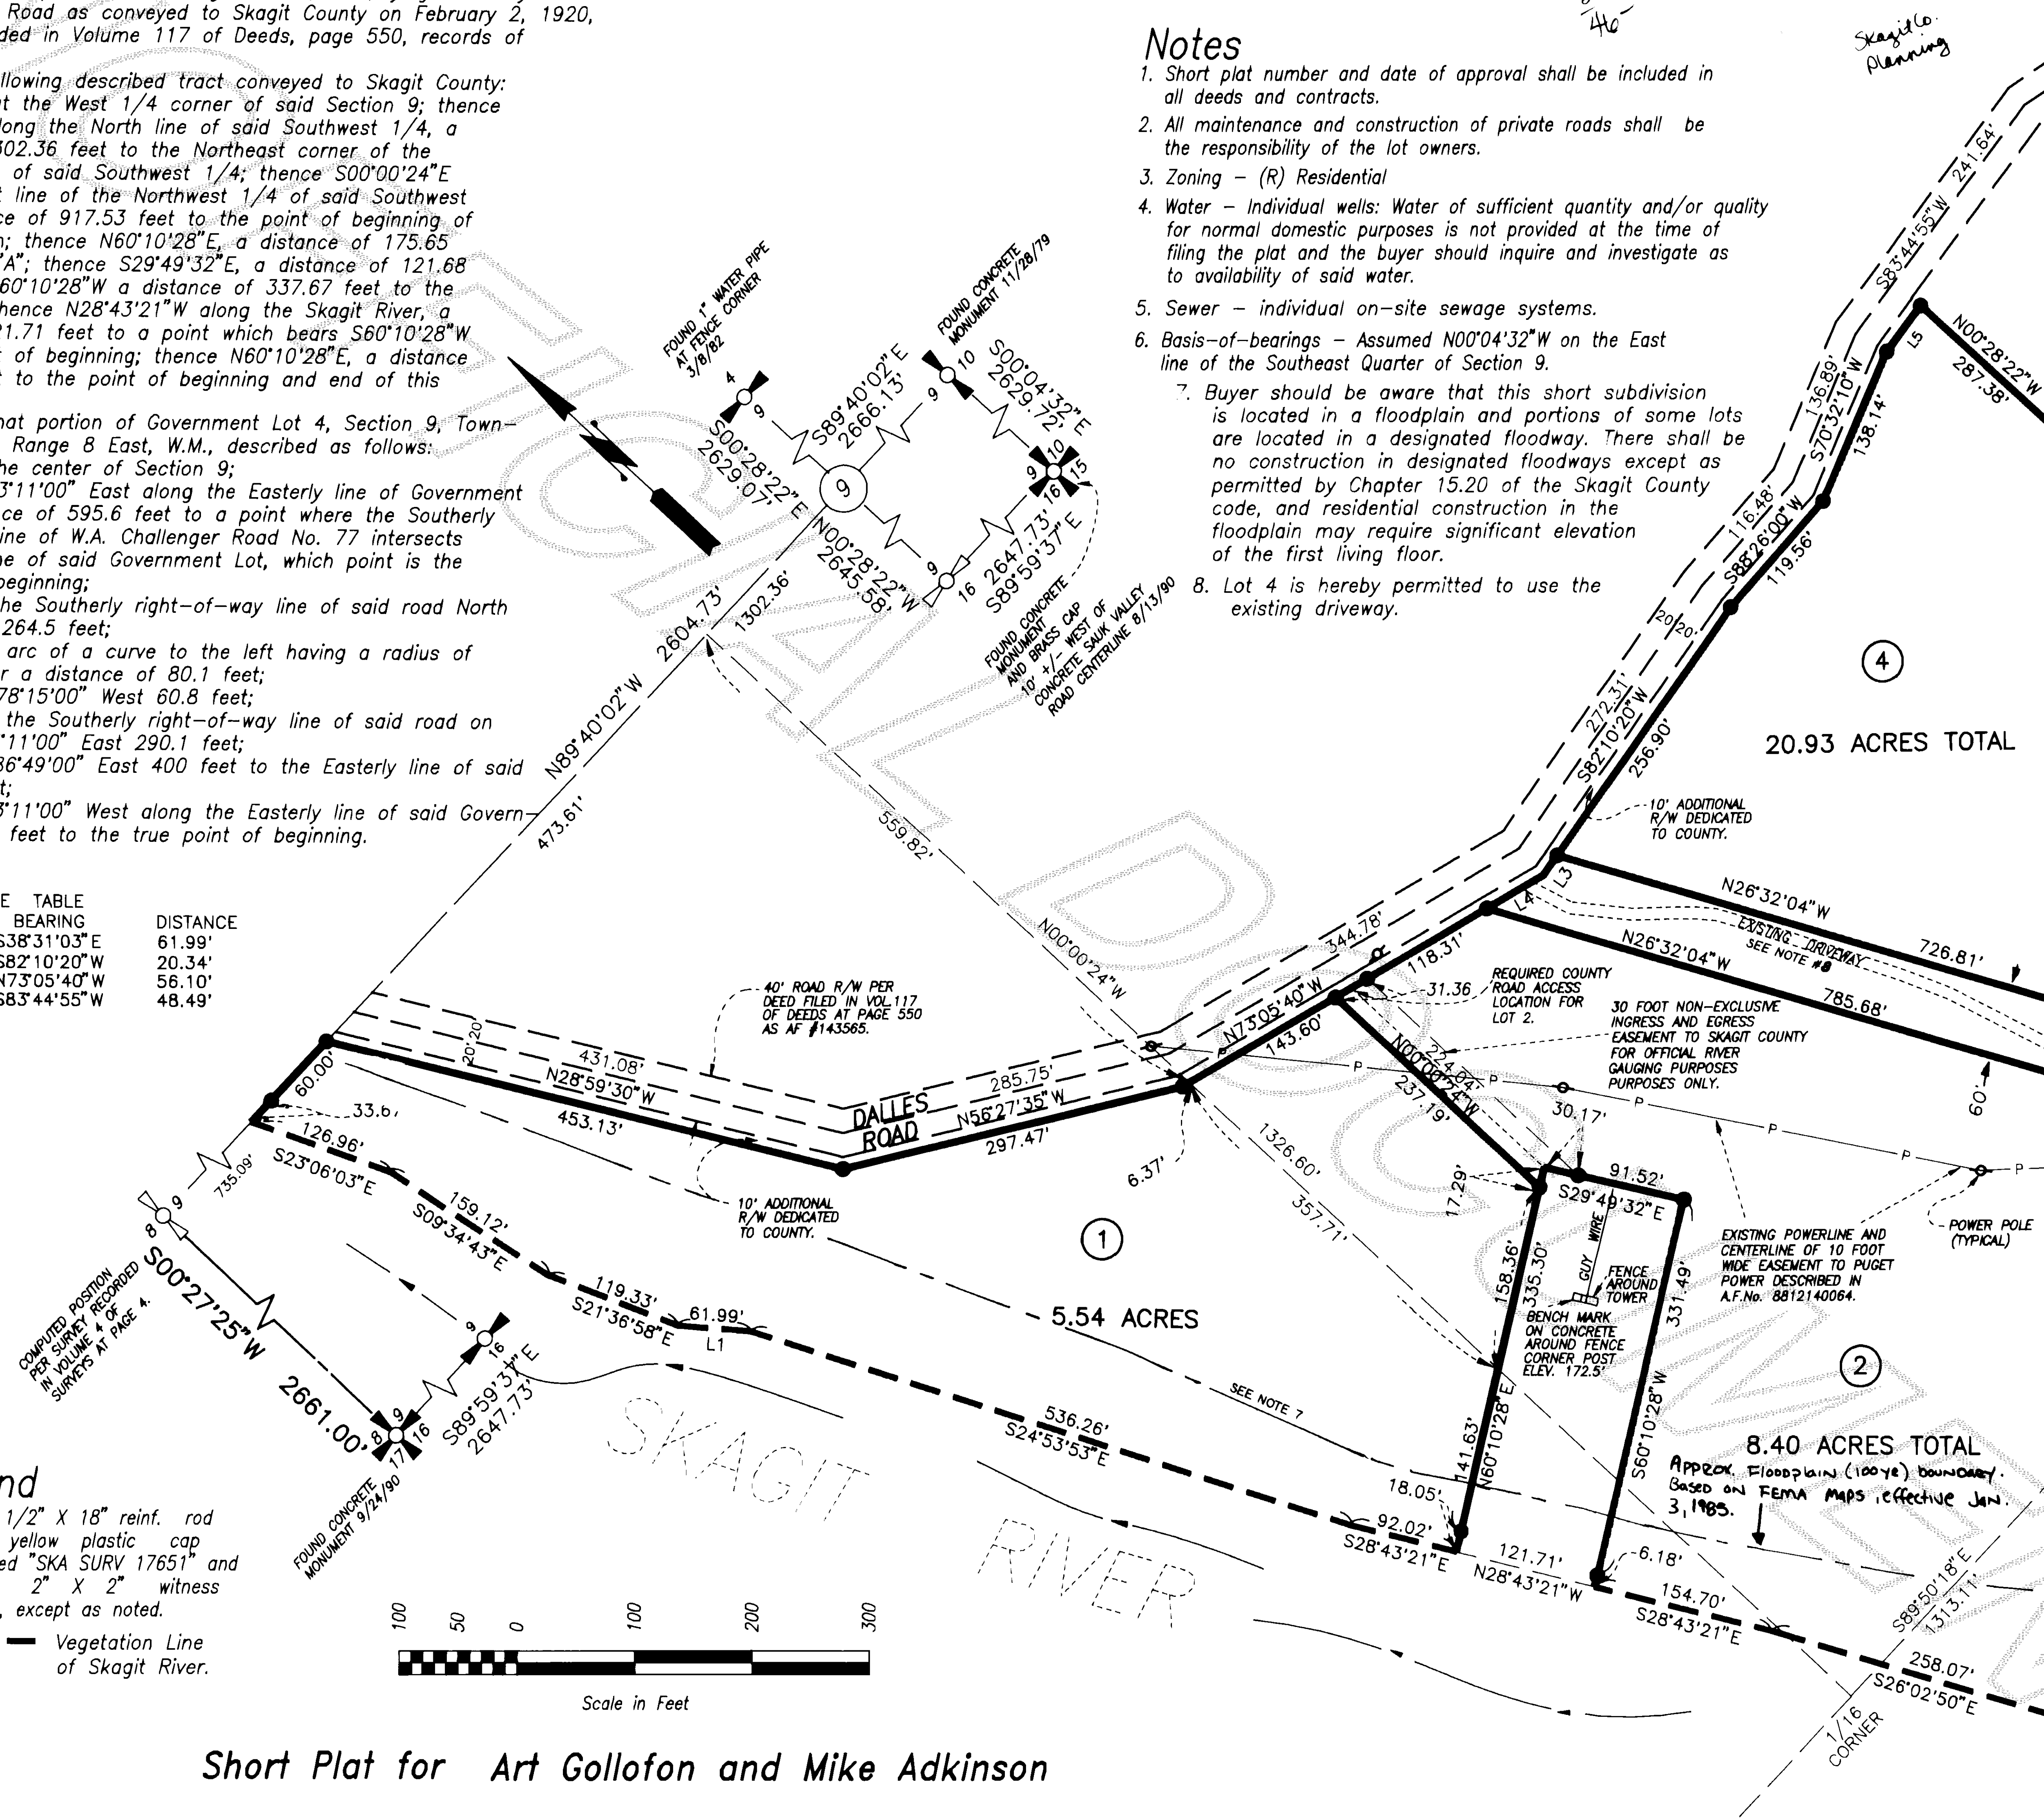 Road as conveyed to Skagit County on February 2, 1920,
ded in Volume 117 of Deeds, page 550, records of
llowing described tract conveyed to Skagit County:
at the West 1/4 corner of said Section 9; thence
long the North line of said Southwest 1/4, a
302.36 feet to the Northeast corner of the
of said Southwest 1/4; thence S00°00'24"E
t line of the Northwest 1/4 of said Southwest
ce of 917.53 feet to the point of beginning of
n; thence N60°10'28"E, a distance of 175.65
"A"; thence S29°49'32"E, a distance of 121.68
60°10'28"W a distance of 337.67 feet to the
hence N28°43'21"W along the Skagit River, a
21.71 feet to a point which bears S60°10'28"W
t of beginning; thence N60°10'28"E, a distance
t to the point of beginning and end of this
hat portion of Government Lot 4, Section 9, Town-
Range 8 East, W.M., described as follows:
he center of Section 9;
3°11'00" East along the Easterly line of Government
ce of 595.6 feet to a point where the Southerly
ine of W.A. Challenger Road No. 77 intersects
ne of said Government Lot, which point is the
beginning;
he Southerly right-of-way line of said road North
264.5 feet;
arc of a curve to the left having a radius of
r a distance of 80.1 feet;
78°15'00" West 60.8 feet;
the Southerly right-of-way line of said road on
°11'00" East 290.1 feet;
86°49'00" East 400 feet to the Easterly line of said
t;
3°11'00" West along the Easterly line of said Govern-
feet to the true point of beginning.
E TABLE
BEARING DISTANCE
S38°31'03"E 61.99'
S82°10'20"W 20.34'
N73°05'40"W 56.10'
S83°44'55"W 48.49'
46
Skagit Co.
Planning
Notes
1. Short plat number and date of approval shall be included in
all deeds and contracts.
2. All maintenance and construction of private roads shall be
the responsibility of the lot owners.
3. Zoning - (R) Residential
4. Water - Individual wells: Water of sufficient quantity and/or quality
for normal domestic purposes is not provided at the time of
filing the plat and the buyer should inquire and investigate as
to availability of said water.
5. Sewer - individual on-site sewage systems.
6. Basis-of-bearings - Assumed N00°04'32"W on the East
line of the Southeast Quarter of Section 9.
7. Buyer should be aware that this short subdivision
is located in a floodplain and portions of some lots
are located in a designated floodway. There shall be
no construction in designated floodways except as
permitted by Chapter 15.20 of the Skagit County
code, and residential construction in the
floodplain may require significant elevation
of the first living floor.
8. Lot 4 is hereby permitted to use the
existing driveway.
FOUND 1" WATER PIPE
AT FENCE CORNER
3/8/82
4
9
FOUND CONCRETE
MONUMENT 11/28/79
9
10
S89°40'02"E
2666.13'
S00°04'32"E
2629.72'
S00°28'22"E
2629.07'
9
N00°28'22"W
2645.58'
9 10
16 15
9
16
2647.73'
S89°59'37"E
FOUND CONCRETE
MONUMENT
AND BRASS CAP
10' +/- WEST OF
CONCRETE SAUK VALLEY
ROAD CENTERLINE 8/13/90
2604.73'
1302.36'
N89°40'02"W
473.61'
559.82'
N00°00'24"W
241.64'
S83°44'55"W
L5
N00°28'22"W
287.38'
136.89'
S70°32'10"W
138.14'
116.48'
S88°26'00"W
119.56'
20' 20'
4
20.93 ACRES TOTAL
272.31'
S82°10'20"W
256.90'
10' ADDITIONAL
R/W DEDICATED
TO COUNTY.
L3
L4
N26°32'04"W
726.81'
EXISTING DRIVEWAY
SEE NOTE #8
N26°32'04"W
785.68'
60'
344.78'
118.31'
31.36
N73°05'40"W
143.60'
REQUIRED COUNTY
ROAD ACCESS
LOCATION FOR
LOT 2.
30 FOOT NON-EXCLUSIVE
INGRESS AND EGRESS
EASEMENT TO SKAGIT COUNTY
FOR OFFICIAL RIVER
GAUGING PURPOSES
PURPOSES ONLY.
40' ROAD R/W PER
DEED FILED IN VOL.117
OF DEEDS AT PAGE 550
AS AF #143565.
20' 20'
431.08'
N28°59'30"W
453.13'
285.75'
DALLES
ROAD
N56°27'35"W
297.47'
10' ADDITIONAL
R/W DEDICATED
TO COUNTY.
60.00'
33.6'
126.96'
S23°06'03"E
735.09'
159.12'
S09°34'43"E
119.33'
S21°36'58"E
61.99'
L1
P
P
P
P
P
P
P
224.04'
N00°00'24"W
237.19'
30.17'
91.52'
S29°49'32"E
17.29'
6.37'
1326.60'
357.71'
1
5.54 ACRES
158.36'
335.30'
GUY WIRE
FENCE
AROUND
TOWER
BENCH MARK
ON CONCRETE
AROUND FENCE
CORNER POST
ELEV. 172.5'
331.49'
S60°10'28"W
EXISTING POWERLINE AND
CENTERLINE OF 10 FOOT
WIDE EASEMENT TO PUGET
POWER DESCRIBED IN
A.F.No. 8812140064.
POWER POLE
(TYPICAL)
2
8.40 ACRES TOTAL
Approx. Floodplain (100yr) boundary.
Based on FEMA maps, effective Jan.
3, 1985.
SEE NOTE 7
141.63'
N60°10'28"E
18.05'
536.26'
S24°53'53"E
92.02'
S28°43'21"E
121.71'
N28°43'21"W
6.18'
154.70'
S28°43'21"E
S89°50'18"E
1313.11'
258.07'
S26°02'50"E
1/16
CORNER
9
8
COMPUTED POSITION
PER SURVEY RECORDED
IN VOLUME 4 OF
SURVEYS AT PAGE 4.
S00°27'25"W
2661.00'
8 9
17 16
9
16
S89°59'37"E
2647.73'
FOUND CONCRETE
MONUMENT 9/24/90
SKAGIT
RIVER
nd
1/2" X 18" reinf. rod
yellow plastic cap
ed "SKA SURV 17651" and
2" X 2" witness
, except as noted.
Vegetation Line
of Skagit River.
100 50 0 100 200 300
Scale in Feet
Short Plat for Art Gollofon and Mike Adkinson